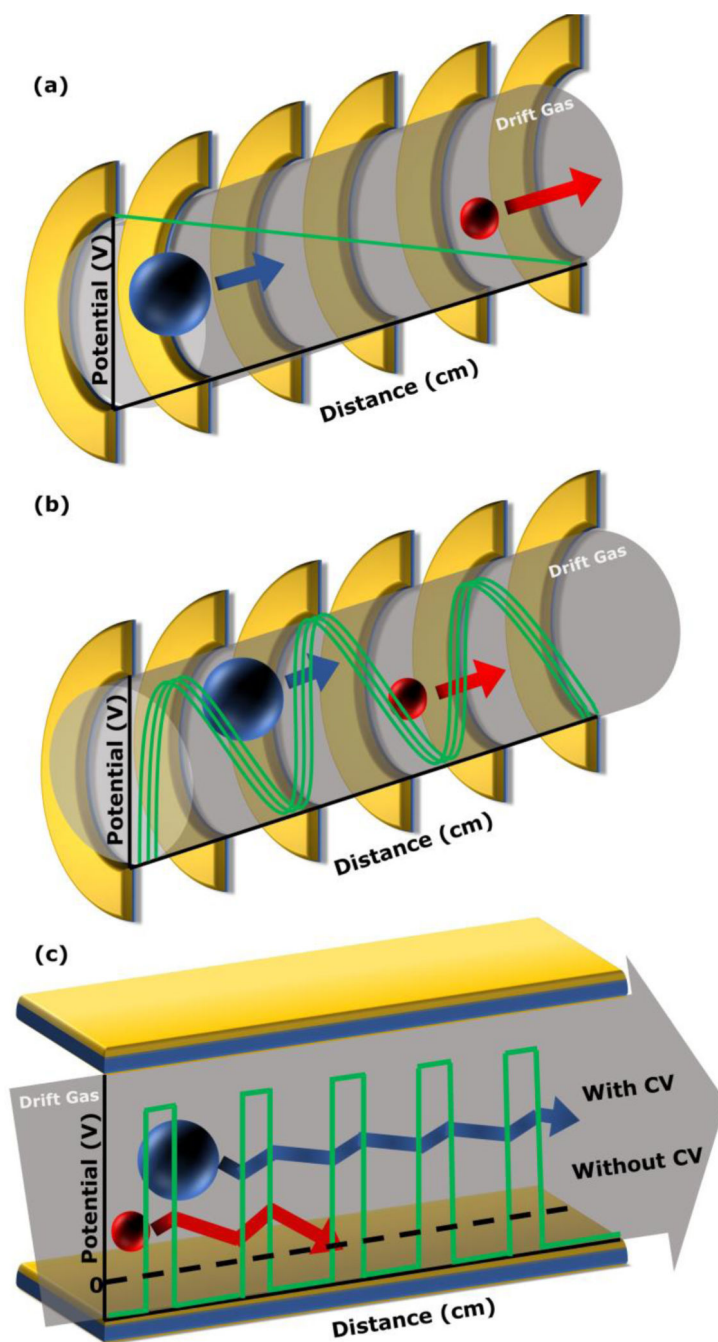 (a)
Drift Gas
Potential (V)
Distance (cm)
(b)
Drift Gas
Potential (V)
Distance (cm)
(c)
Drift Gas
With CV
Without CV
Potential (V)
0
Distance (cm)